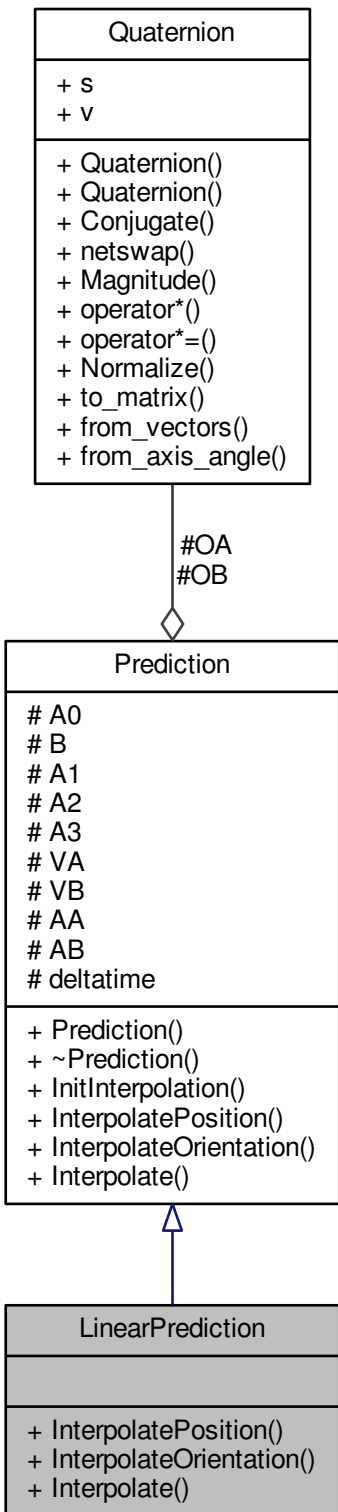 Quaternion
+ s
+ v
+ Quaternion()
+ Quaternion()
+ Conjugate()
+ netswap()
+ Magnitude()
+ operator*()
+ operator*=()
+ Normalize()
+ to_matrix()
+ from_vectors()
+ from_axis_angle()
#OA
#OB
Prediction
# A0
# B
# A1
# A2
# A3
# VA
# VB
# AA
# AB
# deltatime
+ Prediction()
+ ~Prediction()
+ InitInterpolation()
+ InterpolatePosition()
+ InterpolateOrientation()
+ Interpolate()
LinearPrediction
+ InterpolatePosition()
+ InterpolateOrientation()
+ Interpolate()